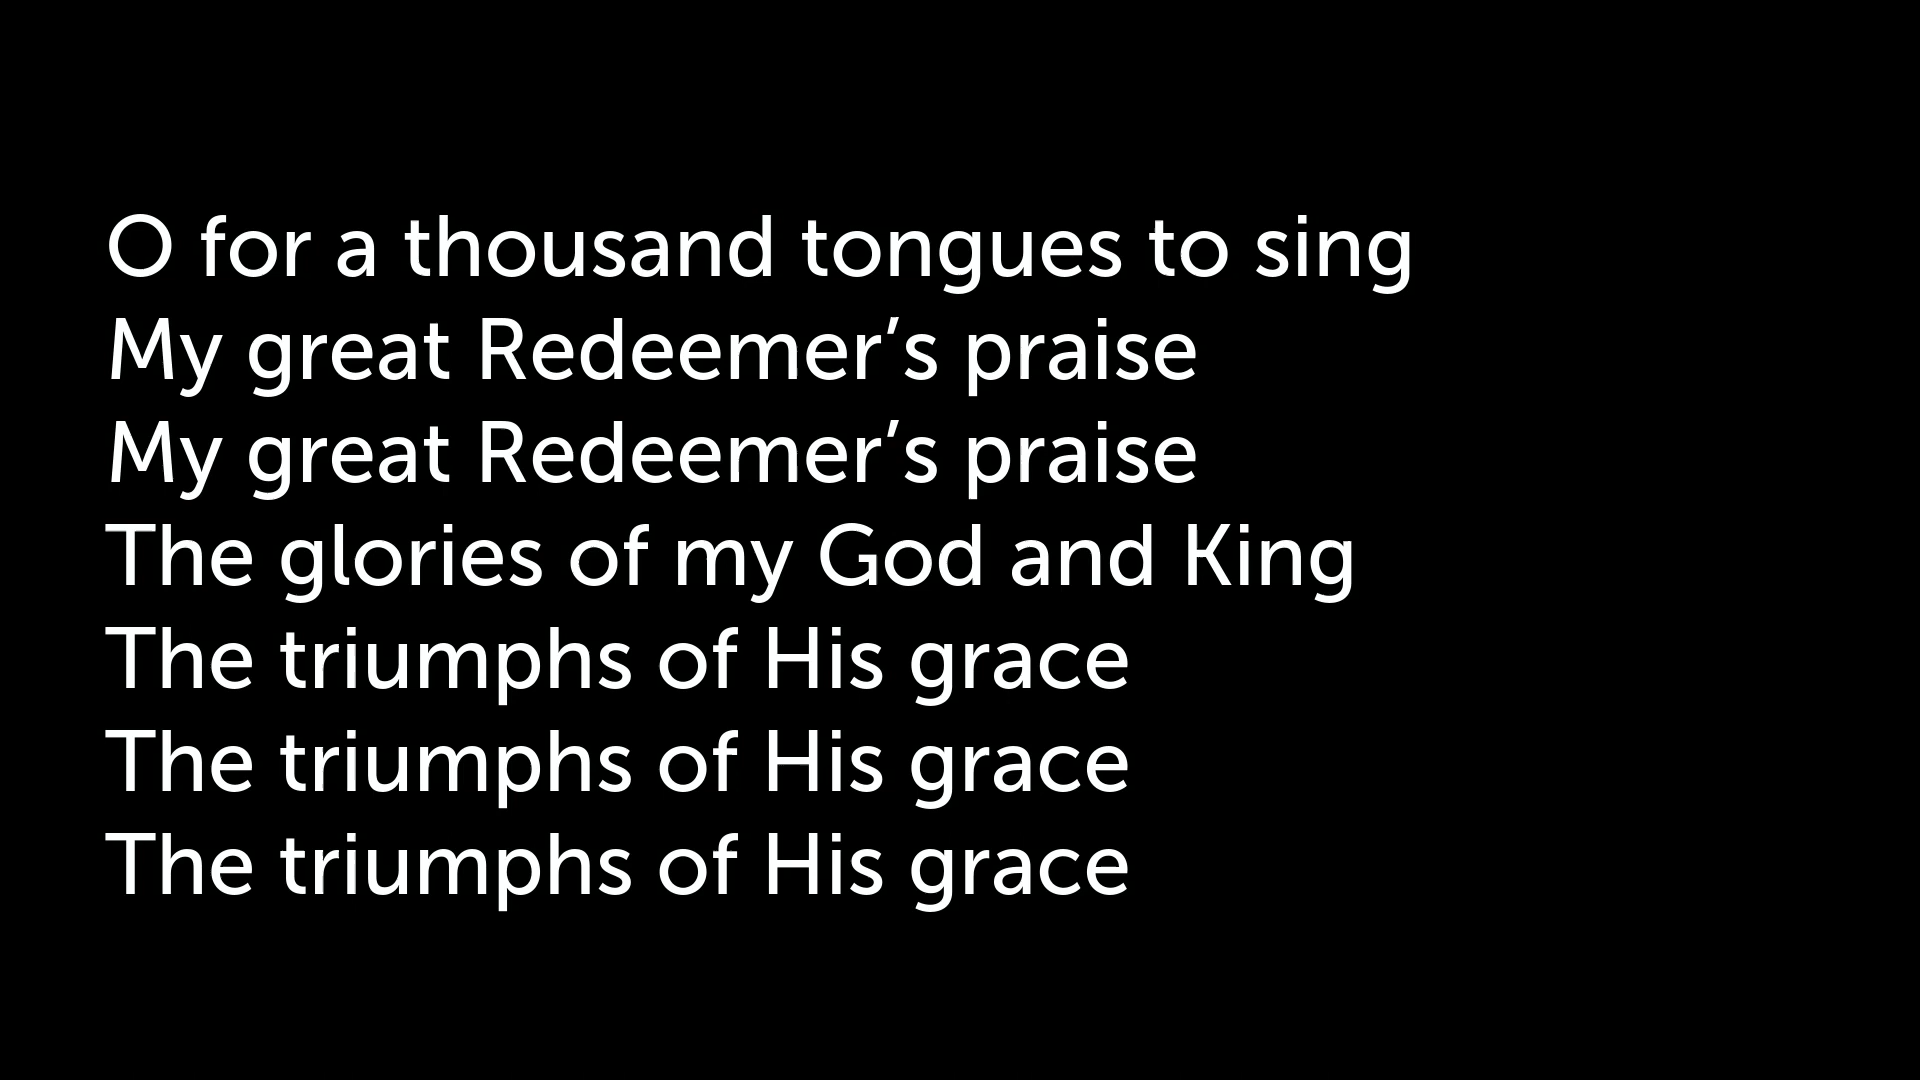 O for a thousand tongues to sing
My great Redeemer’s praise
My great Redeemer’s praise
The glories of my God and King
The triumphs of His grace
The triumphs of His grace
The triumphs of His grace